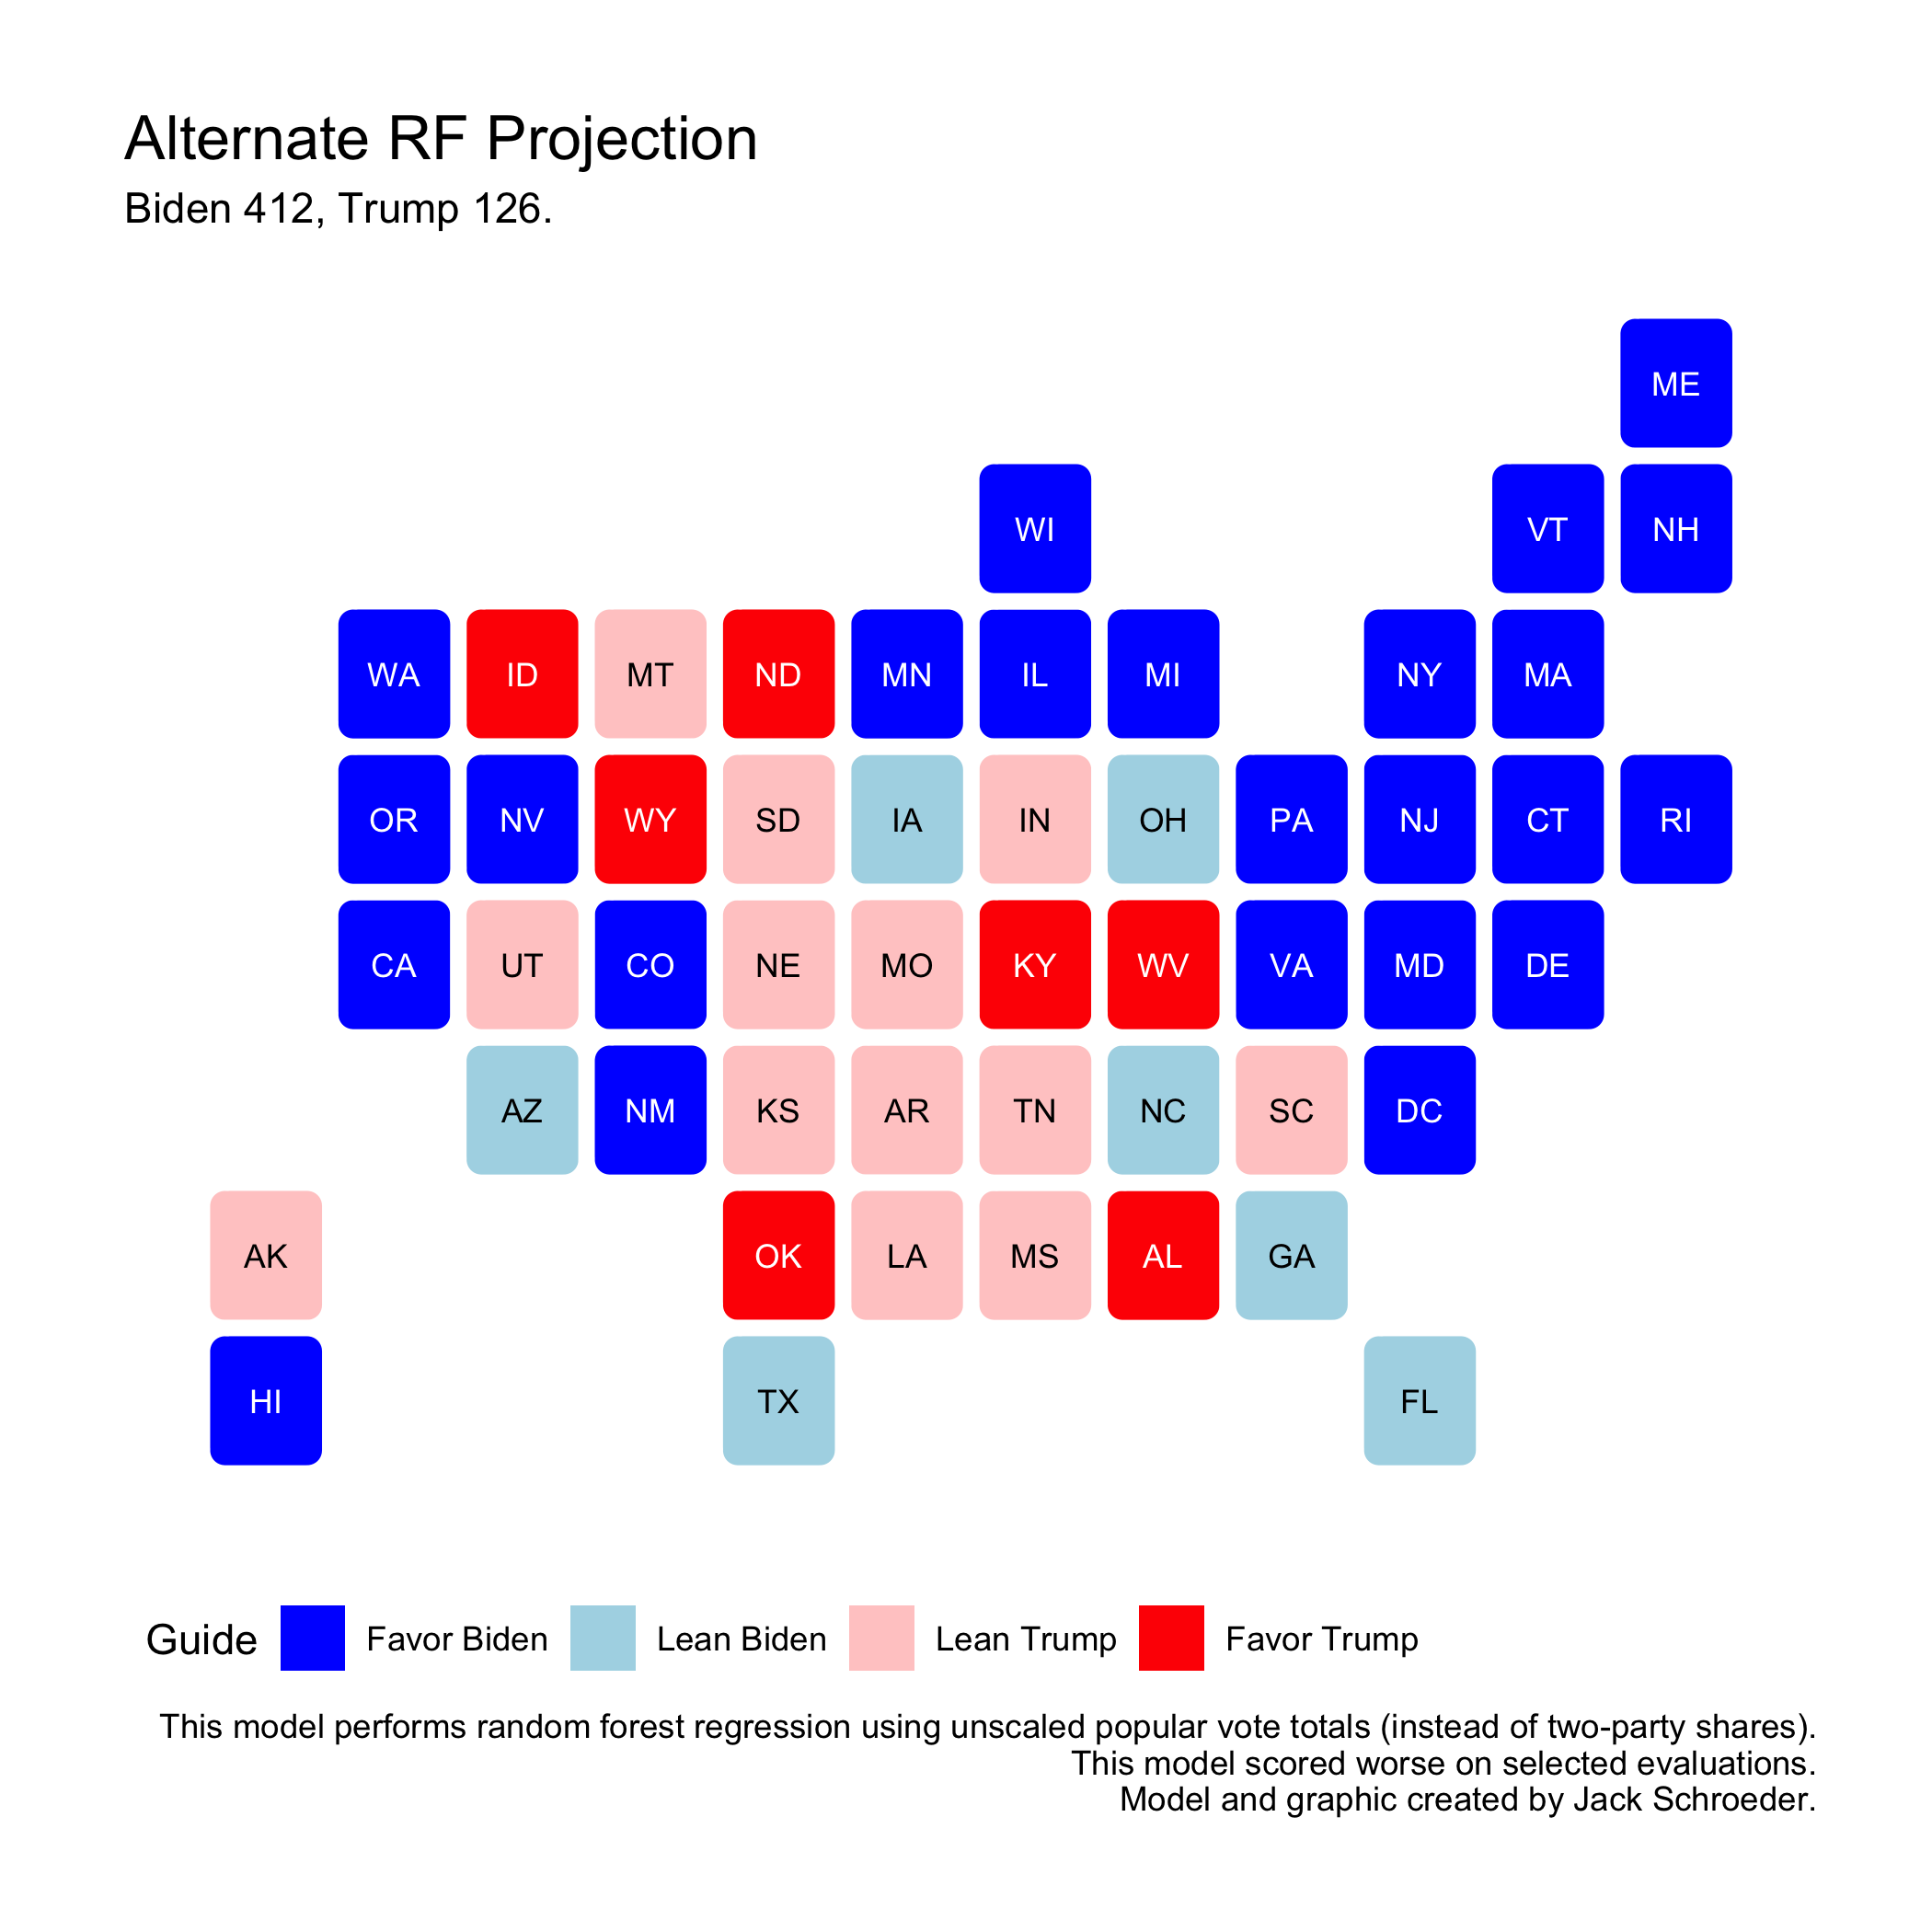 Alternate RF Projection
Biden 412, Trump 126.
ME
WI VT NH
WA ID MT ND MN IL MI NY MA
OR NV WY SD IA IN OH PA NJ CT RI
CA UT CO NE MO KY WV VA MD DE
AZ NM KS AR TN NC SC DC
AK OK LA MS AL GA
HI TX FL
Guide Favor Biden Lean Biden Lean Trump Favor Trump
This model performs random forest regression using unscaled popular vote totals (instead of two-party shares).
This model scored worse on selected evaluations.
Model and graphic created by Jack Schroeder.